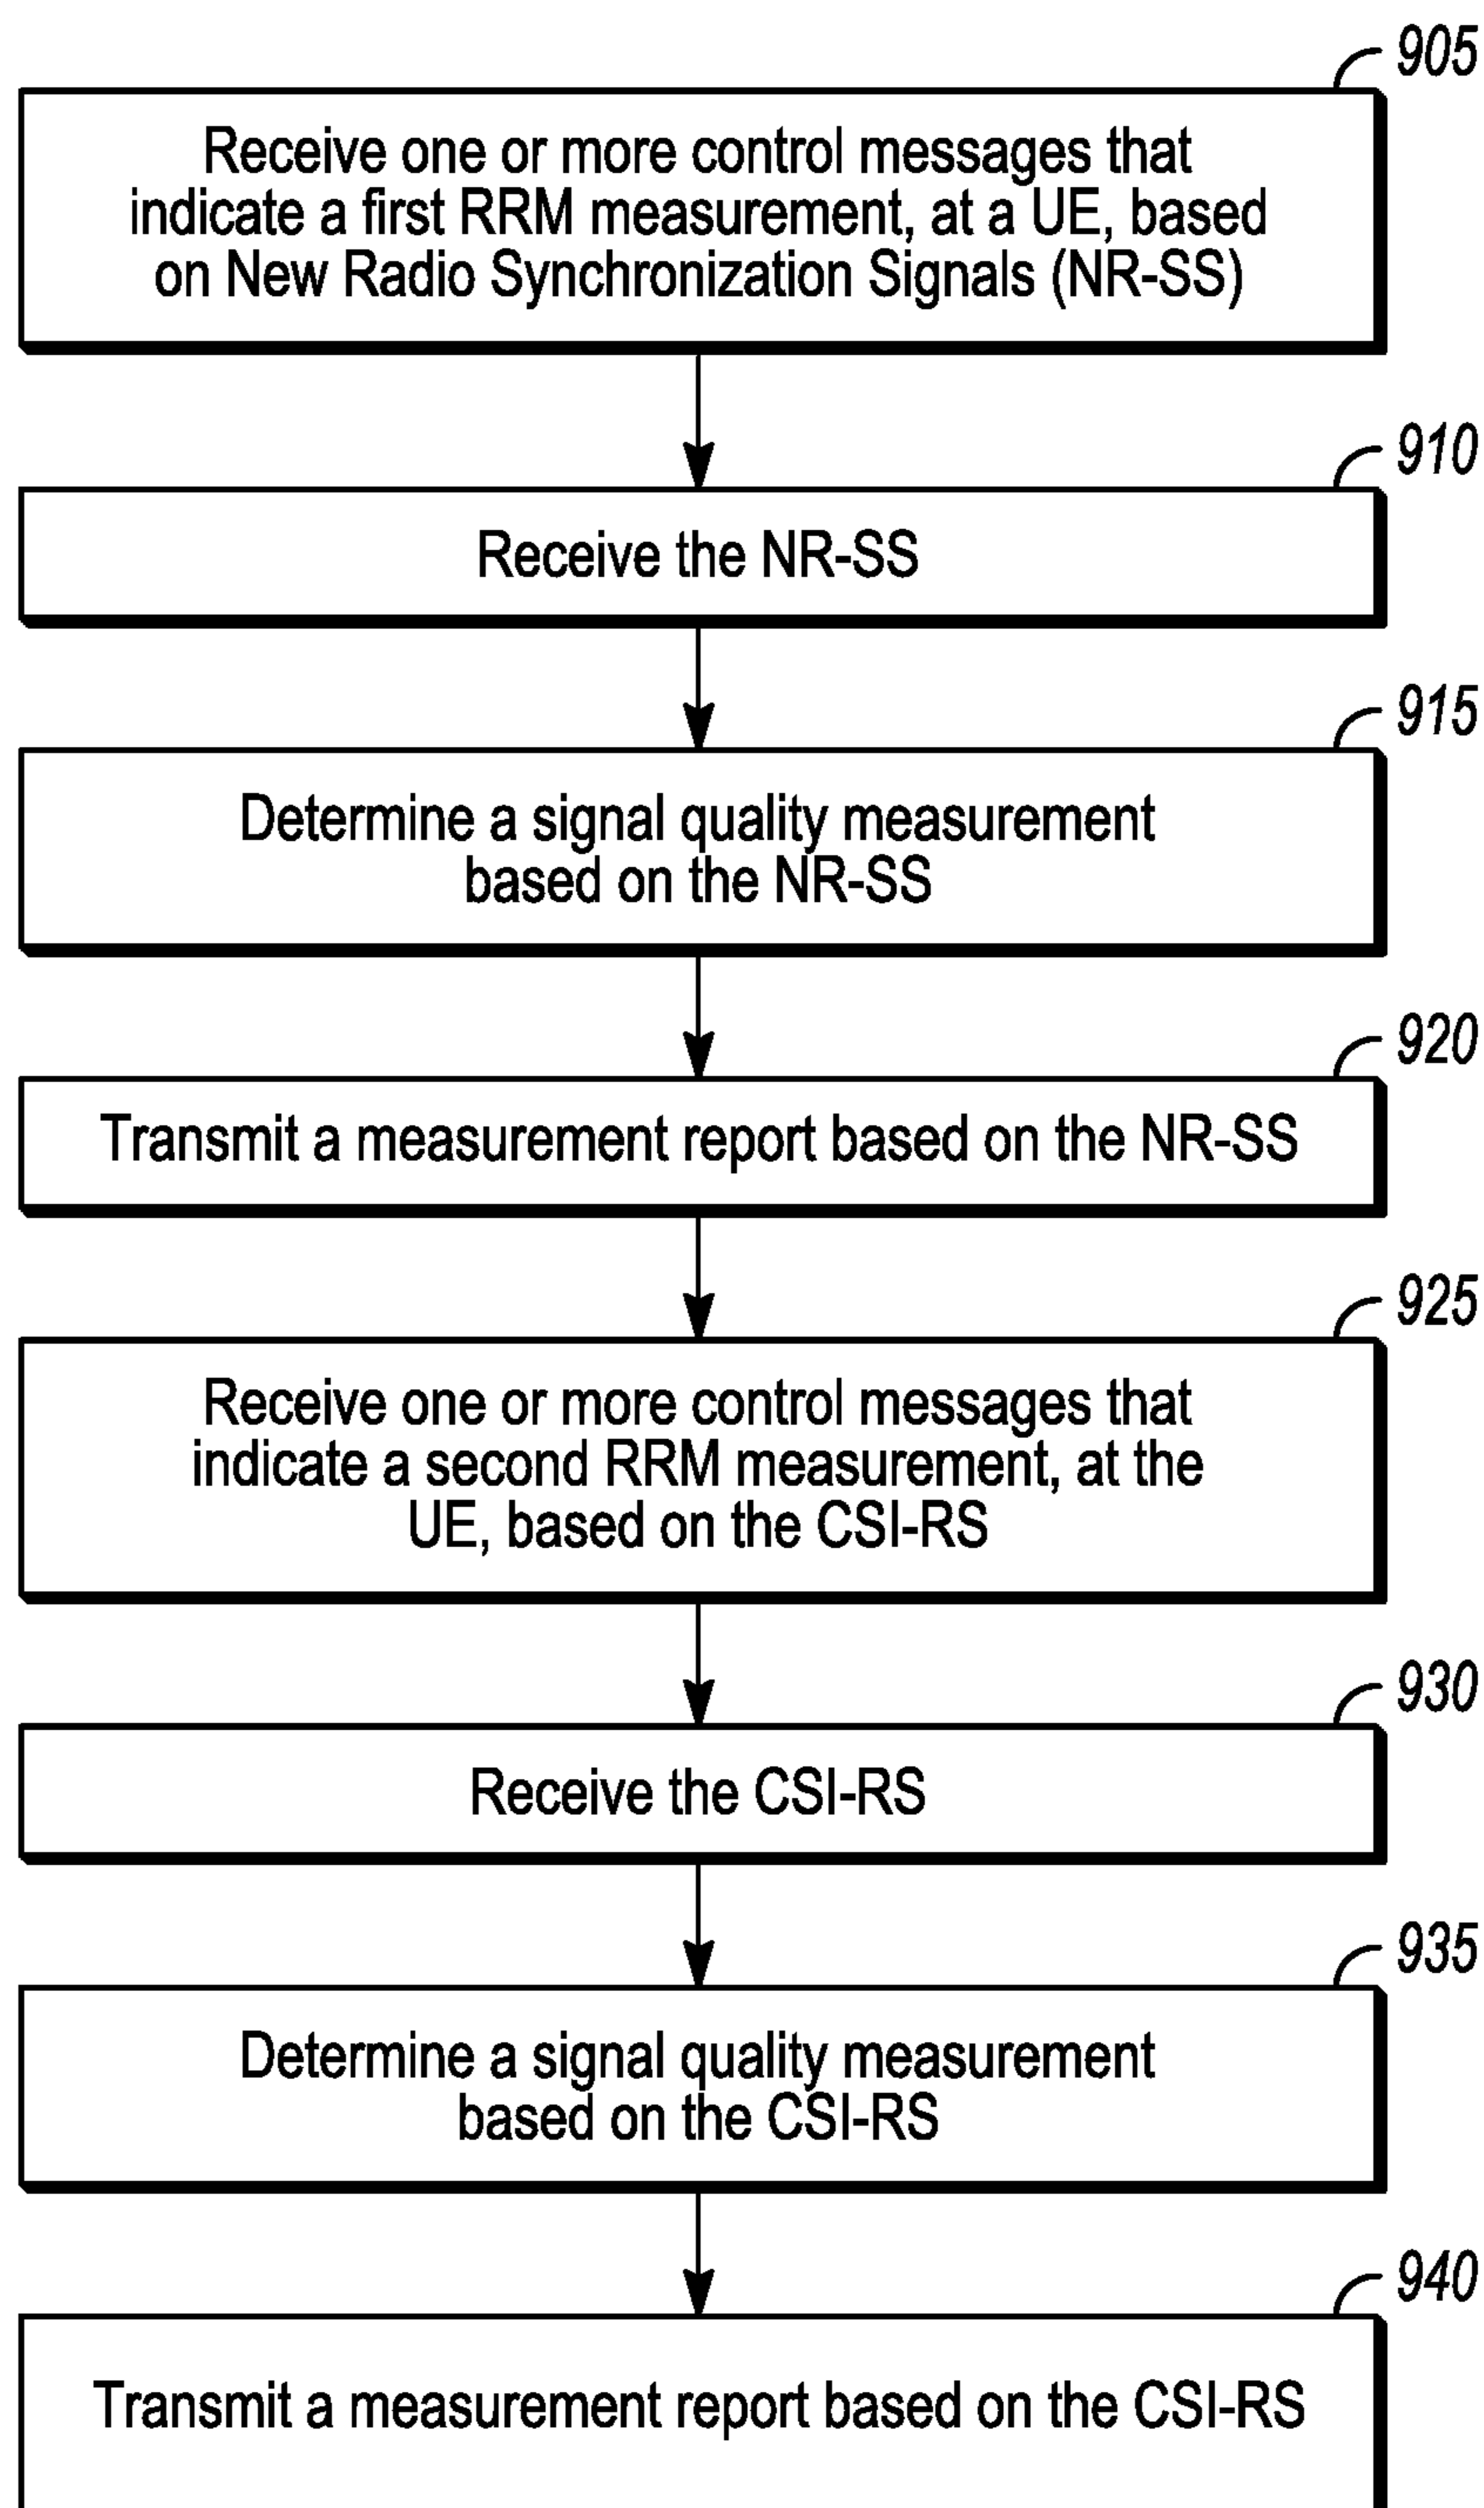 905
Receive one or more control messages that
indicate a first RRM measurement, at a UE, based
on New Radio Synchronization Signals (NR-SS)
910
Receive the NR-SS
915
Determine a signal quality measurement
based on the NR-SS
920
Transmit a measurement report based on the NR-SS
925
Receive one or more control messages that
indicate a second RRM measurement, at the
UE, based on the CSI-RS
930
Receive the CSI-RS
935
Determine a signal quality measurement
based on the CSI-RS
940
Transmit a measurement report based on the CSI-RS